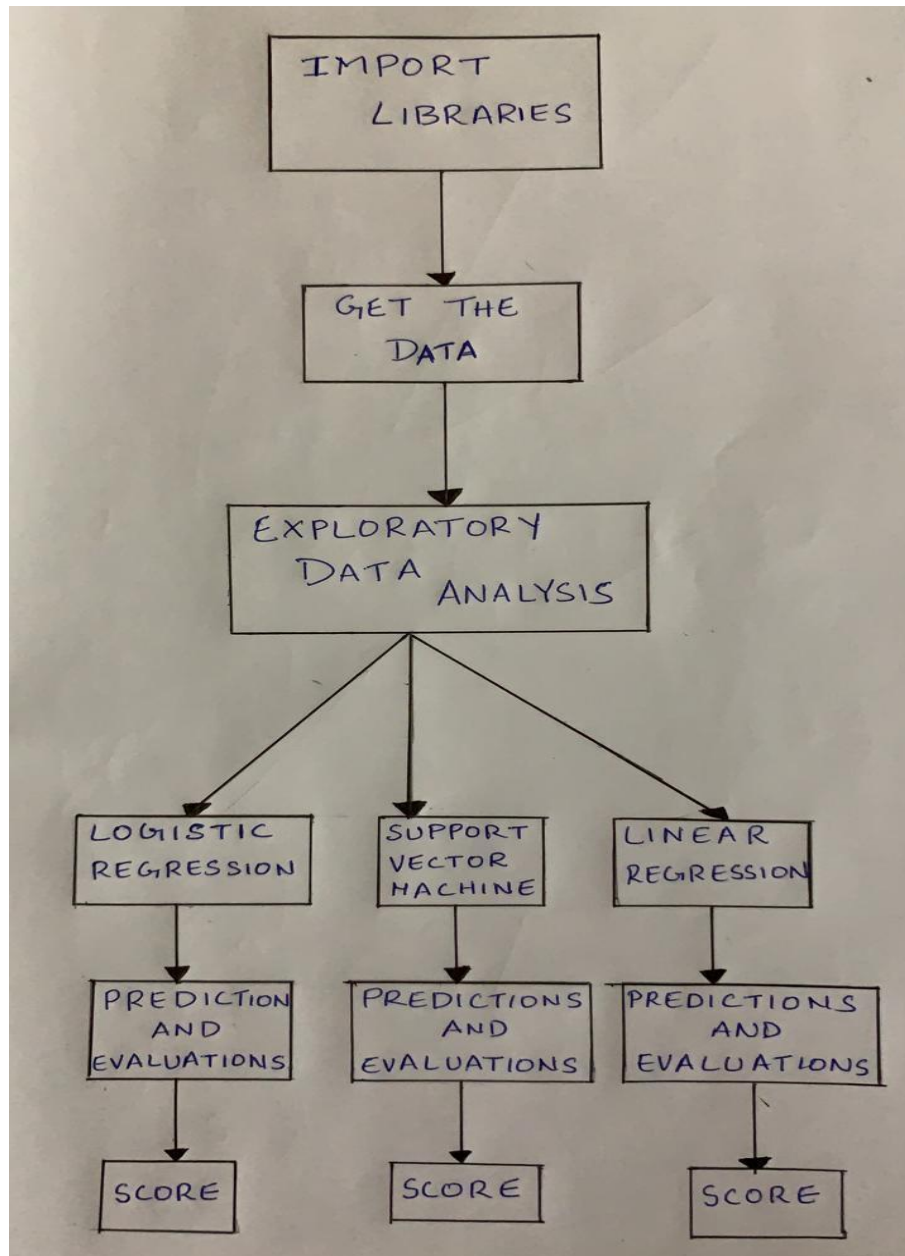 IMPORT
LIBRARIES
GET THE
DATA
EXPLORATORY
DATA
ANALYSIS
LOGISTIC
REGRESSION
SUPPORT
VECTOR
MACHINE
LINEAR
REGRESSION
PREDICTION
AND
EVALUATIONS
PREDICTIONS
AND
EVALUATIONS
PREDICTIONS
AND
EVALUATIONS
SCORE
SCORE
SCORE